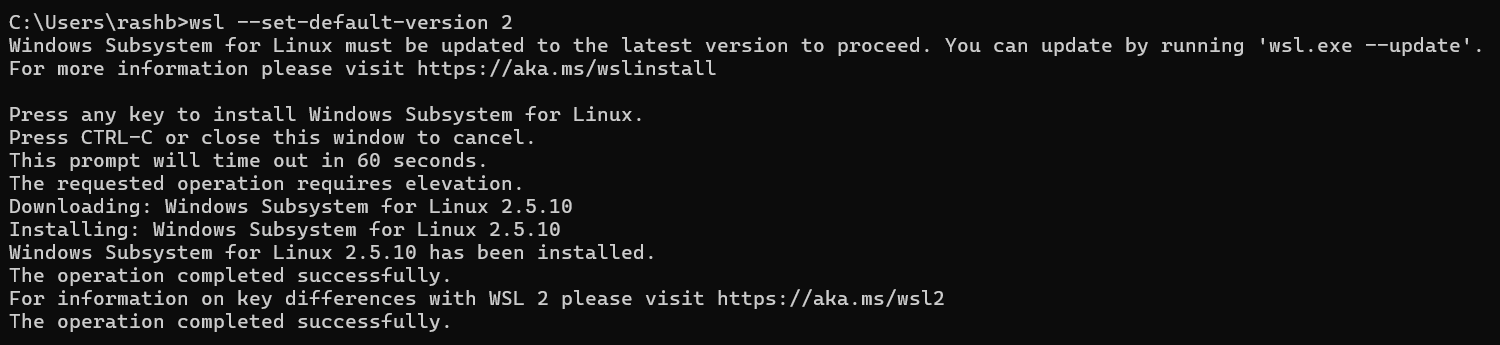 C:\Users\rashb>wsl --set-default-version 2
Windows Subsystem for Linux must be updated to the latest version to proceed. You can update by running 'wsl.exe --update'.
For more information please visit https://aka.ms/wslinstall

Press any key to install Windows Subsystem for Linux.
Press CTRL-C or close this window to cancel.
This prompt will time out in 60 seconds.
The requested operation requires elevation.
Downloading: Windows Subsystem for Linux 2.5.10
Installing: Windows Subsystem for Linux 2.5.10
Windows Subsystem for Linux 2.5.10 has been installed.
The operation completed successfully.
For information on key differences with WSL 2 please visit https://aka.ms/wsl2
The operation completed successfully.